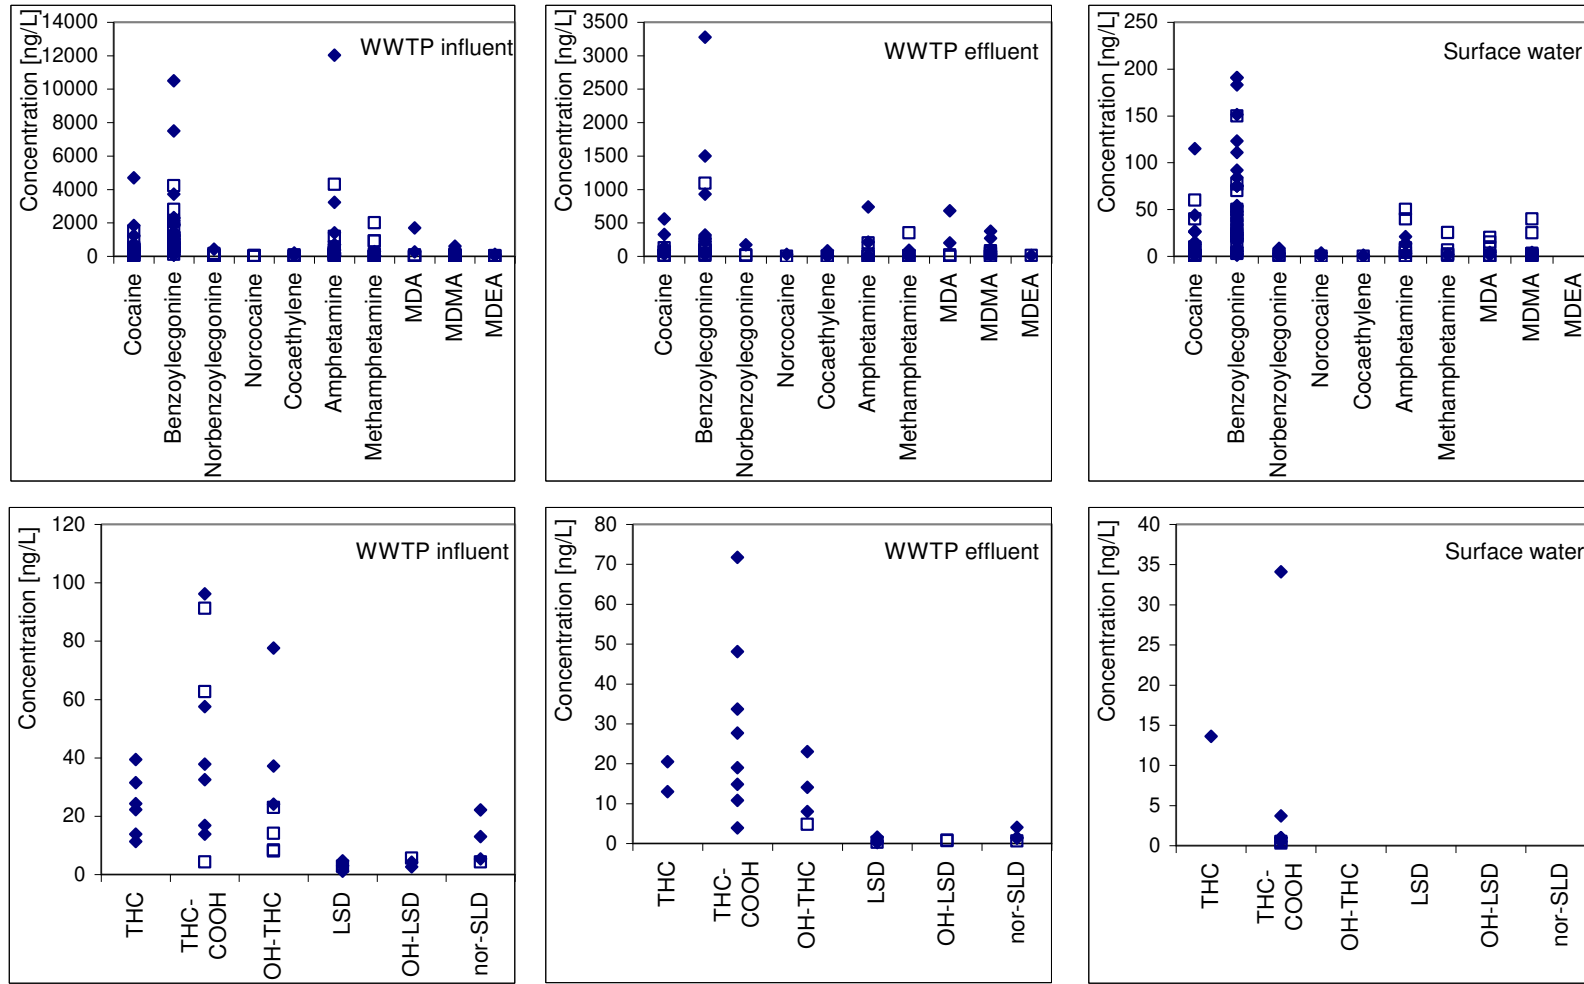 Concentration [ng/L]
14000
12000
10000
8000
6000
4000
2000
0
WWTP influent
Cocaine
Benzoylecgonine
Norbenzoylecgonine
Norcocaine
Cocaethylene
Amphetamine
Methamphetamine
MDA
MDMA
MDEA
Concentration [ng/L]
3500
3000
2500
2000
1500
1000
500
0
WWTP effluent
Cocaine
Benzoylecgonine
Norbenzoylecgonine
Norcocaine
Cocaethylene
Amphetamine
Methamphetamine
MDA
MDMA
MDEA
Concentration [ng/L]
250
200
150
100
50
0
Surface water
Cocaine
Benzoylecgonine
Norbenzoylecgonine
Norcocaine
Cocaethylene
Amphetamine
Methamphetamine
MDA
MDMA
MDEA
Concentration [ng/L]
120
100
80
60
40
20
0
WWTP influent
THC
THC-
COOH
OH-THC
LSD
OH-LSD
nor-SLD
Concentration [ng/L]
80
70
60
50
40
30
20
10
0
WWTP effluent
THC
THC-
COOH
OH-THC
LSD
OH-LSD
nor-SLD
Concentration [ng/L]
40
35
30
25
20
15
10
5
0
Surface water
THC
THC-
COOH
OH-THC
LSD
OH-LSD
nor-SLD